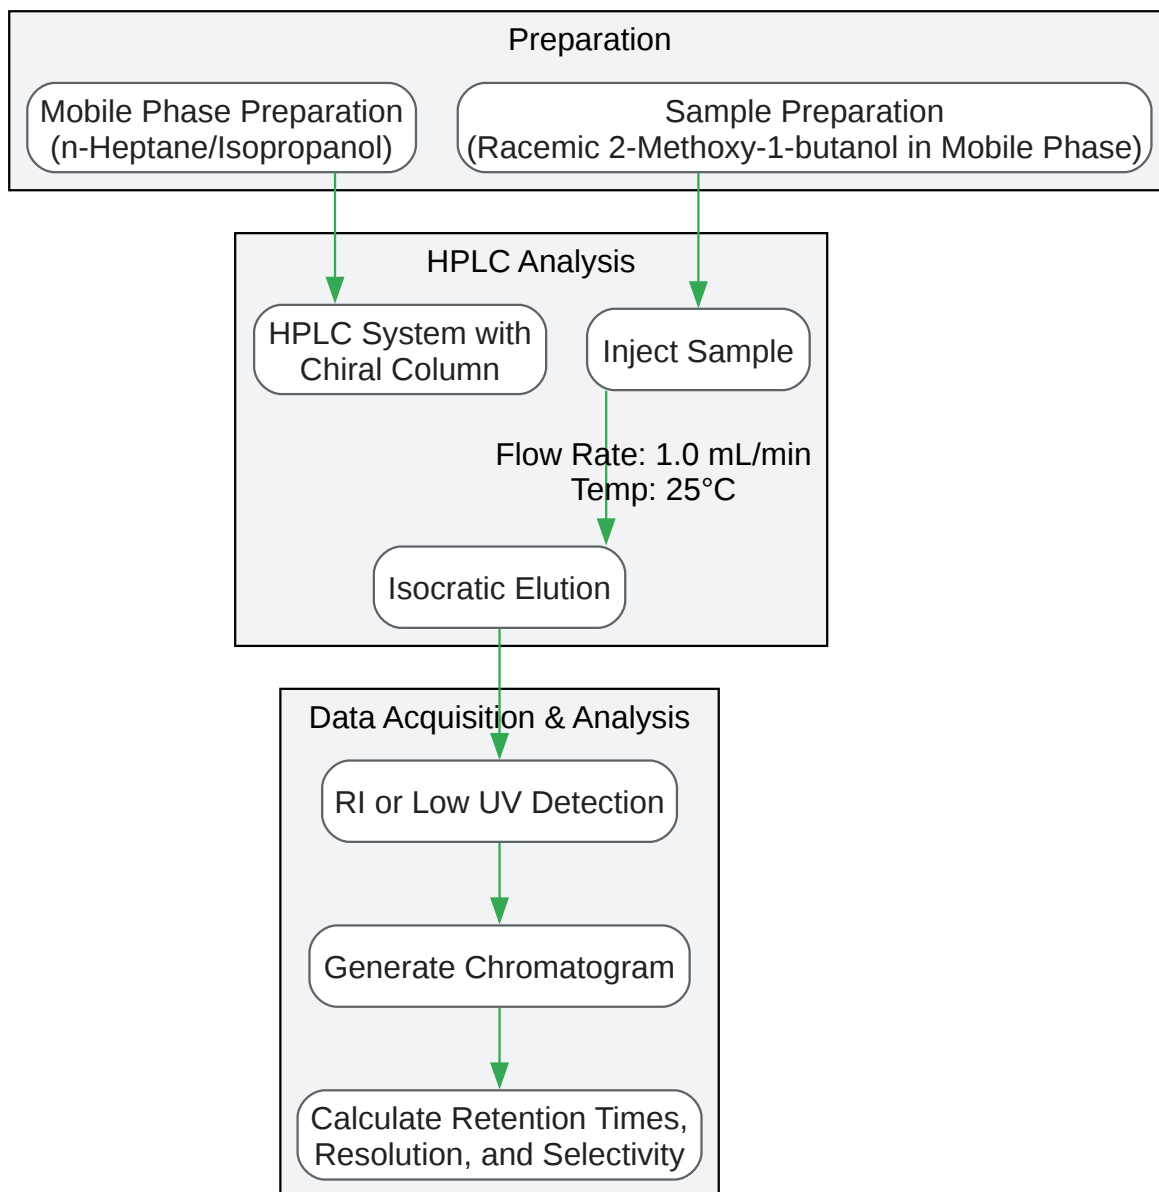 Preparation
Mobile Phase Preparation
(n-Heptane/Isopropanol)
Sample Preparation
(Racemic 2-Methoxy-1-butanol in Mobile Phase)
HPLC Analysis
HPLC System with
Chiral Column
Inject Sample
Flow Rate: 1.0 mL/min
Temp: 25°C
Isocratic Elution
Data Acquisition & Analysis
RI or Low UV Detection
Generate Chromatogram
Calculate Retention Times,
Resolution, and Selectivity